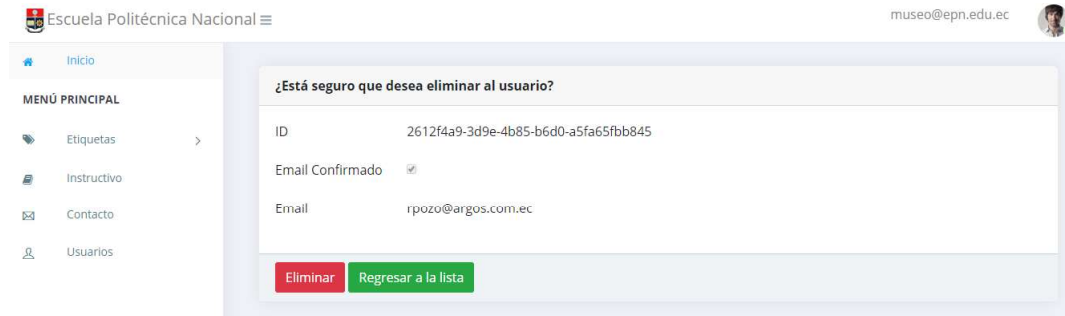 Escuela Politécnica Nacional
museo@epn.edu.ec
Inicio
MENÚ PRINCIPAL
Etiquetas
Instructivo
Contacto
Usuarios
¿Está seguro que desea eliminar al usuario?
ID 2612f4a9-3d9e-4b85-b6d0-a5fa65fbb845
Email Confirmado
Email rpozo@argos.com.ec
Eliminar Regresar a la lista